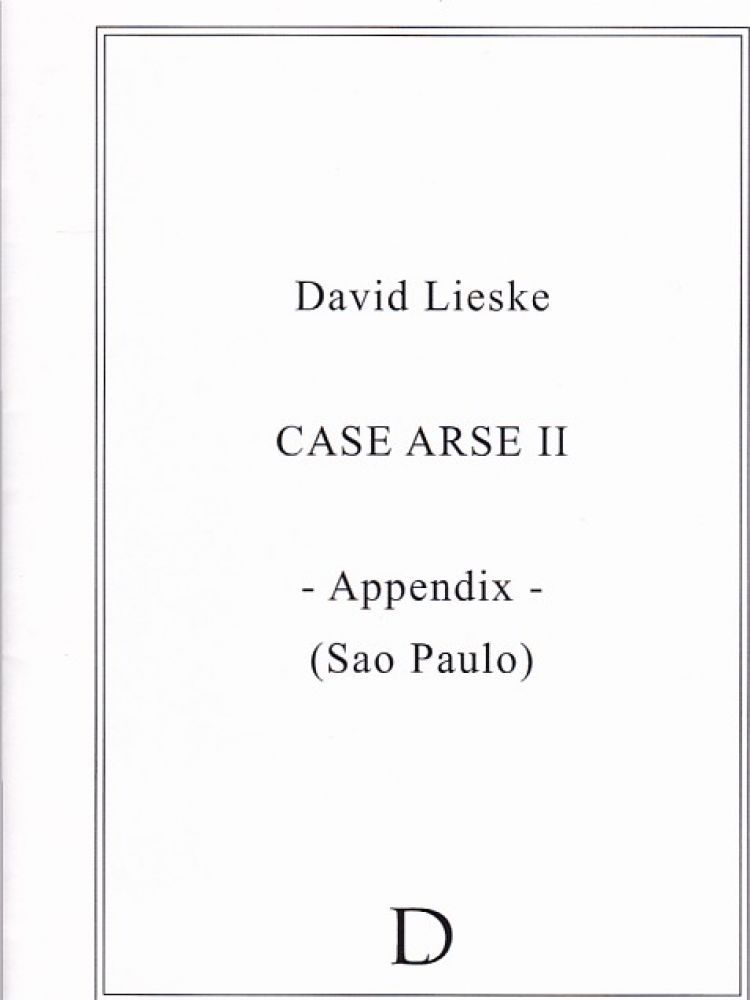 David Lieske
CASE ARSE II
- Appendix -
(Sao Paulo)
D